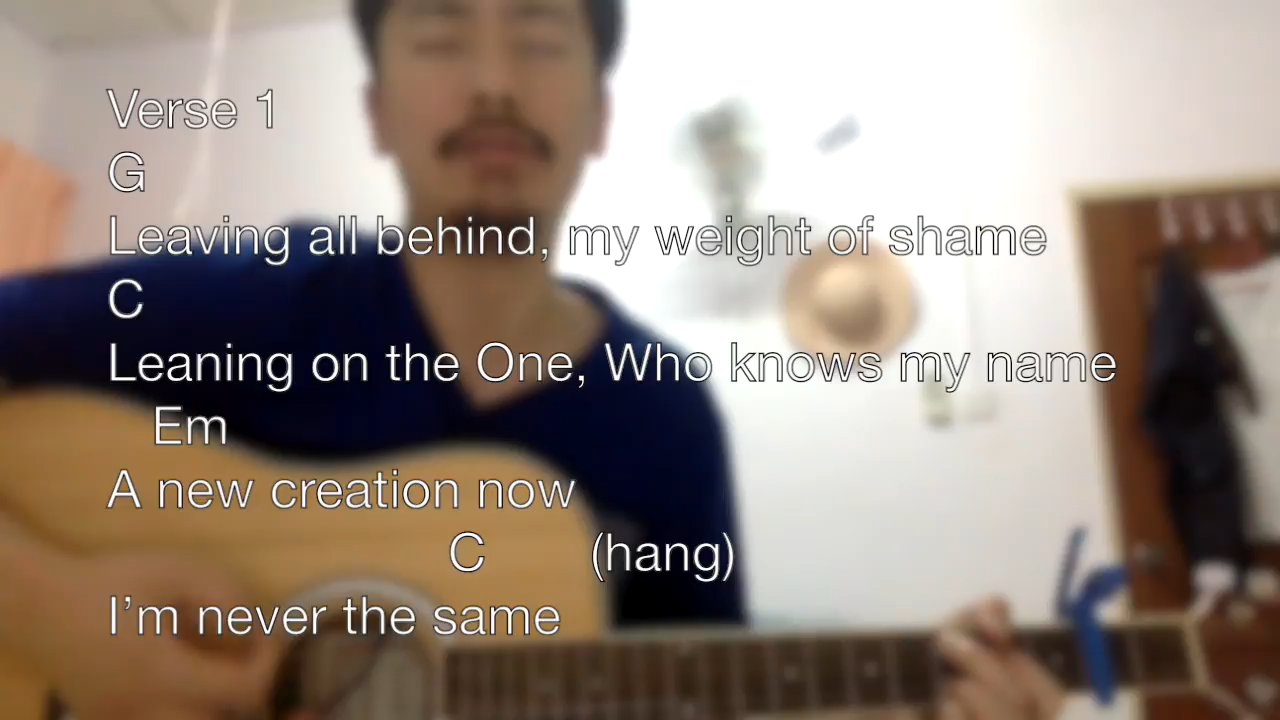 Verse 1
G
Leaving all behind, my weight of shame
C
Leaning on the One, Who knows my name
Em
A new creation now
C (hang)
I’m never the same